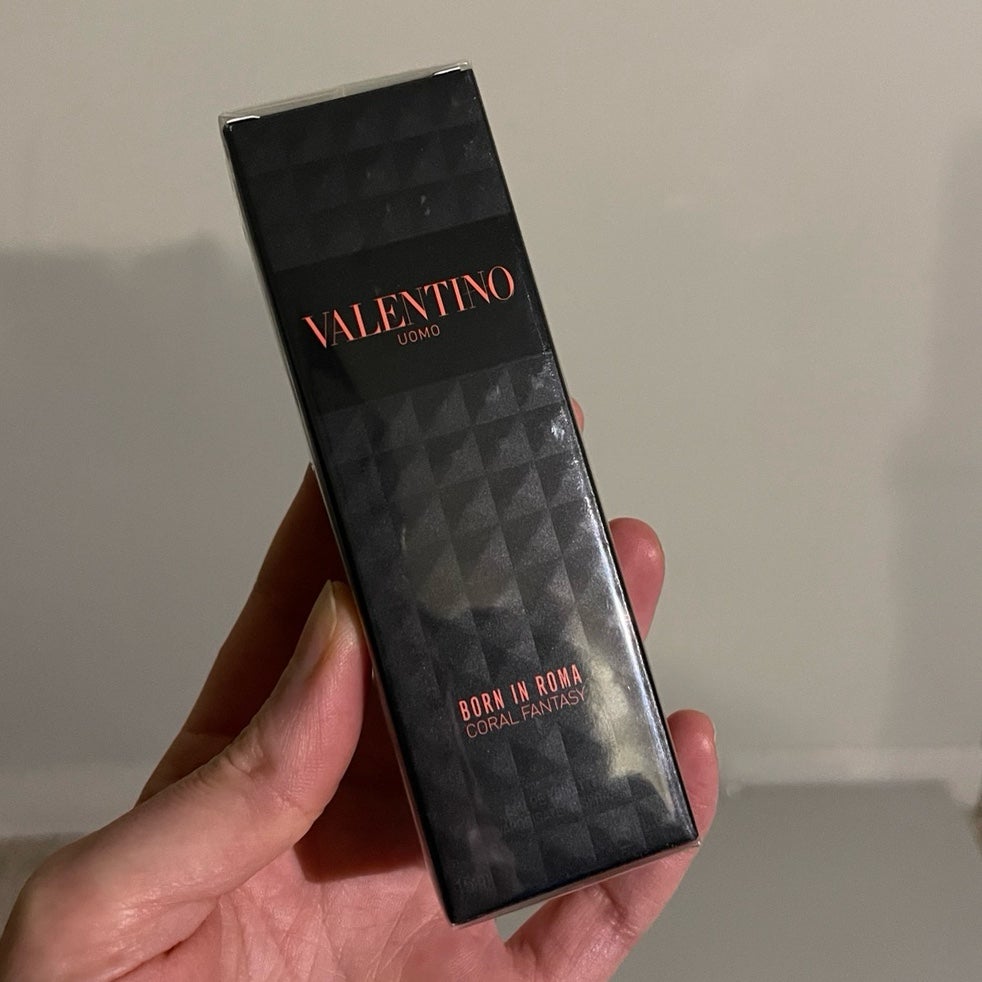 VALENTINO
UOMO
BORN IN ROMA
CORAL FANTASY